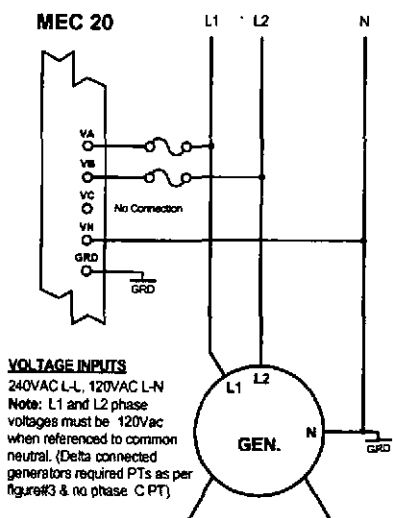 MEC 20
L1 L2 N
VA
VB
VC
No Connection
VN
GRD
GRD
VOLTAGE INPUTS
240VAC L-L, 120VAC L-N
Note: L1 and L2 phase
voltages must be 120Vac
when referenced to common
neutral. (Delta connected
generators required PTs as per
figure#3 & no phase C PT)
L1 L2
N
GEN.
GRD